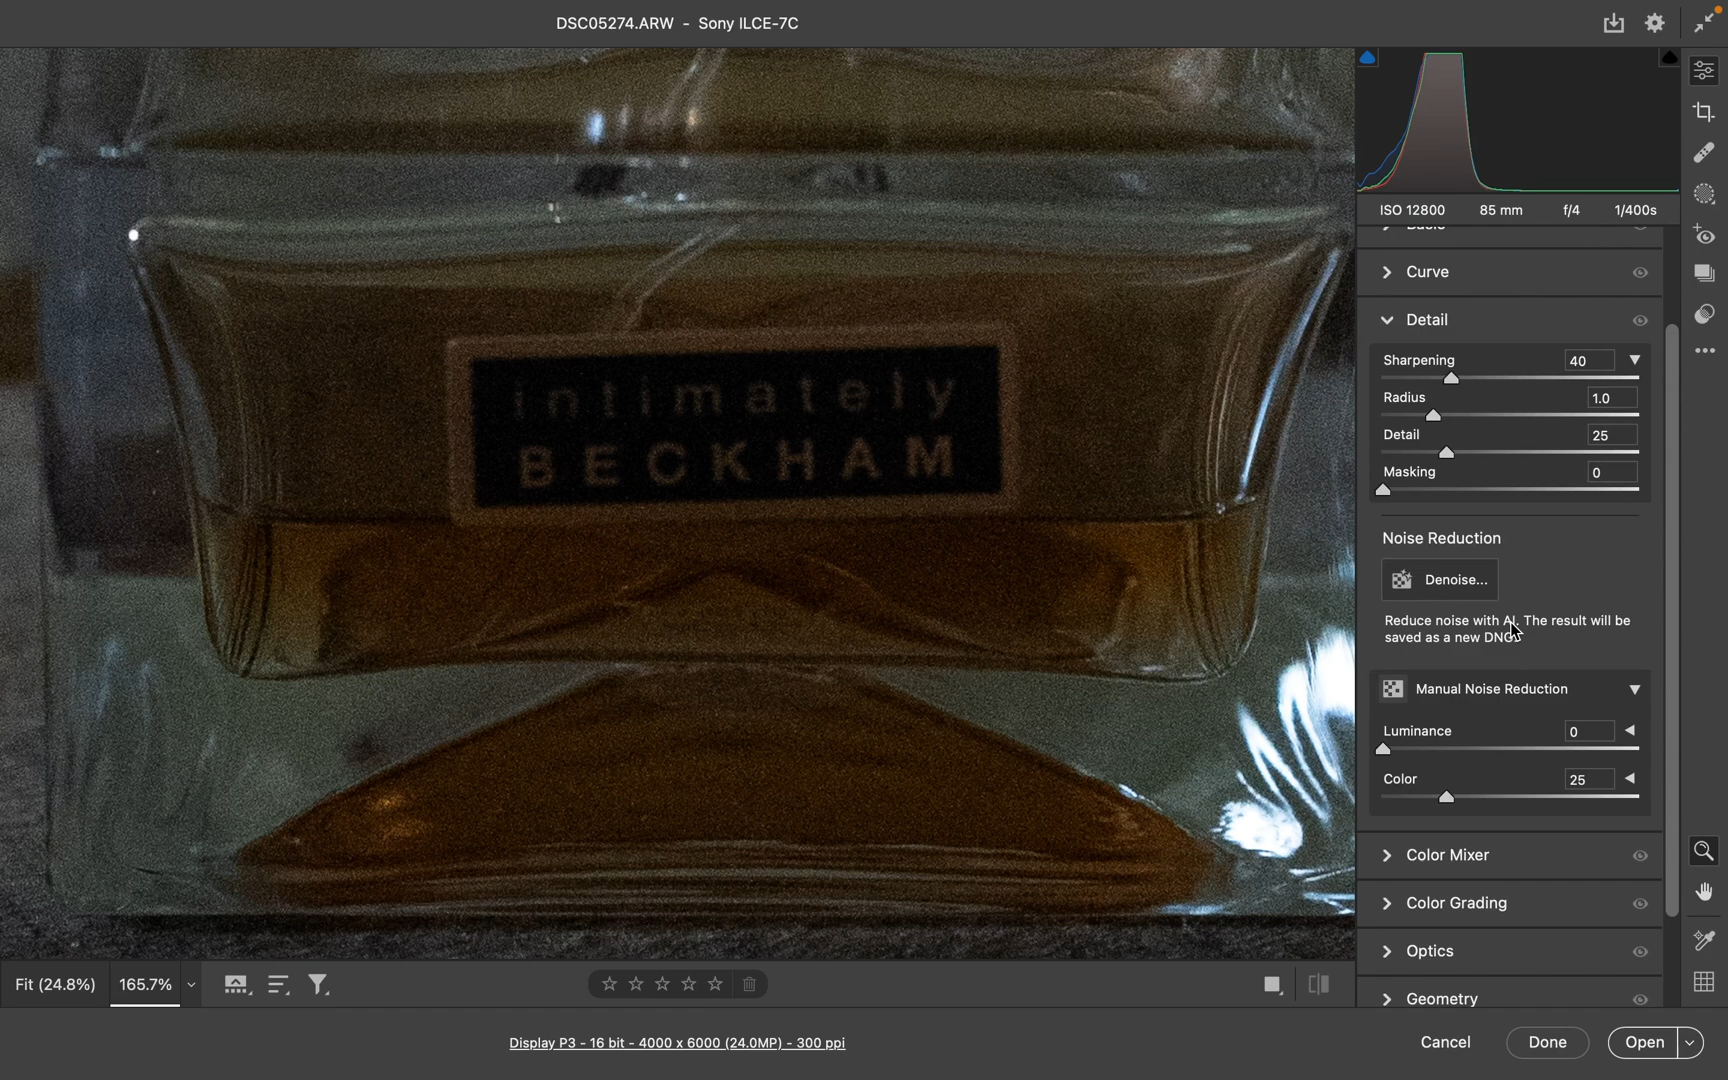 DSC05274.ARW - Sony ILCE-7C
ISO 12800 85 mm f/4 1/400s
Basic
Curve
Detail
Sharpening 40
Radius 1.0
Detail 25
Masking 0
Noise Reduction
Denoise...
Reduce noise with AI. The result will be
saved as a new DNG.
Manual Noise Reduction
Luminance 0
Color 25
Color Mixer
Color Grading
Optics
Geometry
intimately
BECKHAM
Fit (24.8%) 165.7%
Display P3 - 16 bit - 4000 x 6000 (24.0MP) - 300 ppi
Cancel Done Open